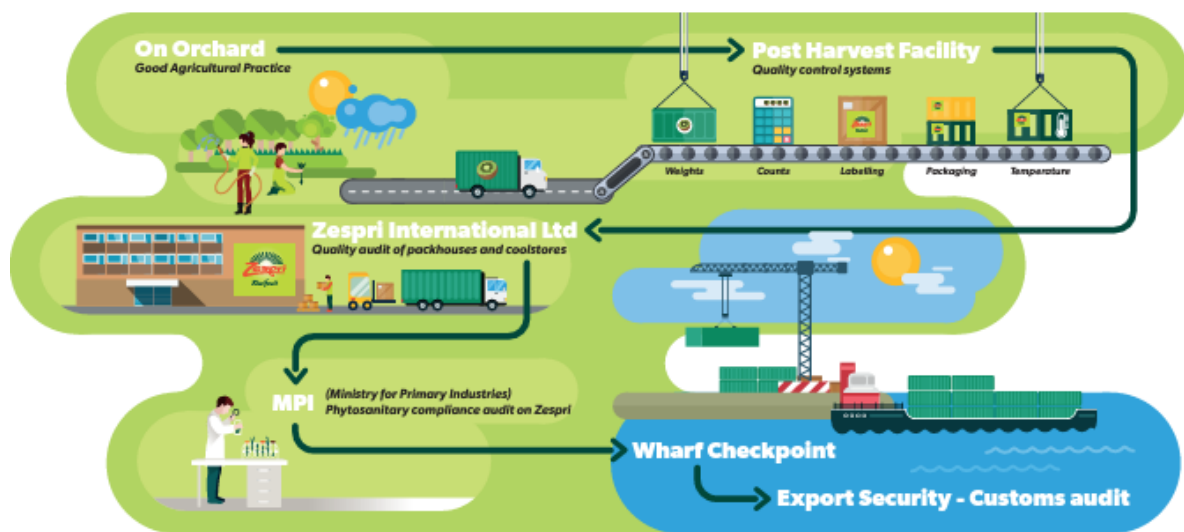 On Orchard
Good Agricultural Practice
Post Harvest Facility
Quality control systems
Weights
Counts
Labelling
Packaging
Temperature
Zespri International Ltd
Quality audit of packhouses and coolstores
Zespri
Kiwifruit
MPI
(Ministry for Primary Industries)
Phytosanitary compliance audit on Zespri
Wharf Checkpoint
Export Security - Customs audit